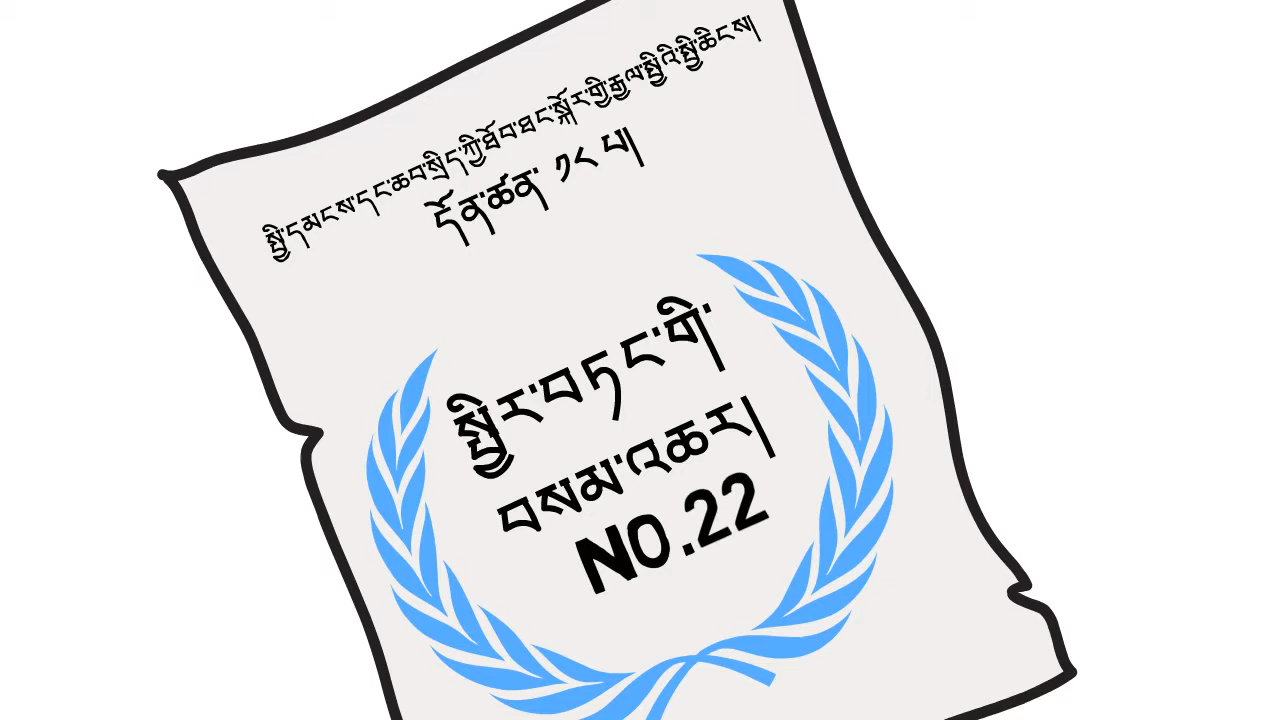 སྤྱི་དམངས་དང་ཆབ་སྲིད་ཀྱི་ཐོབ་ཐང་སྐོར་གྱི་རྒྱལ་སྤྱིའི་སྤྱི་ཆིངས།
དོན་ཚན་ ༡༨ པ།
སྤྱིར་བཏང་གི་
བསམ་འཆར།
NO.22